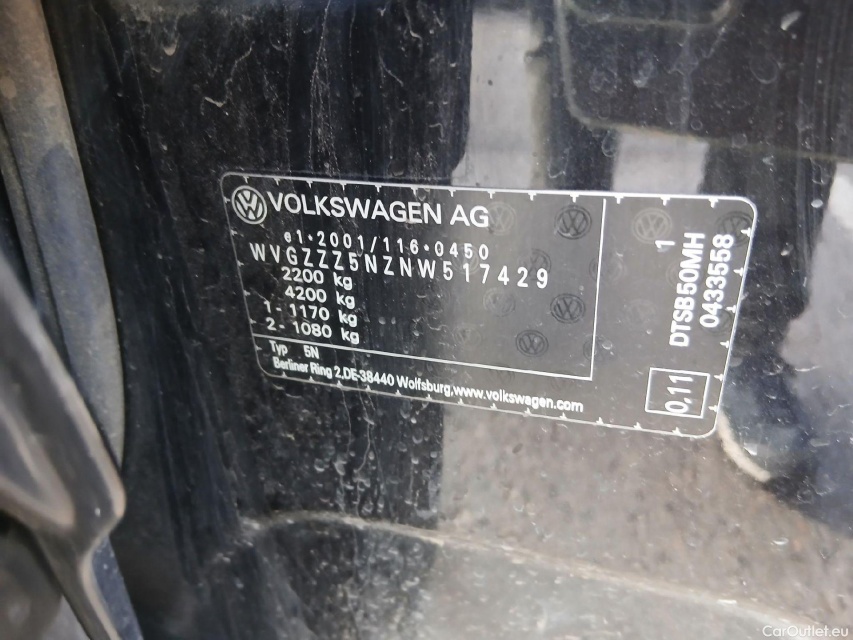 VOLKSWAGEN AG
e1*2001/116*0450
WVGZZZ5NZNW517429
2200 kg
4200 kg
1 - 1170 kg
2 - 1080 kg
Typ 5N
Berliner Ring 2,DE-38440 Wolfsburg,www.volkswagen.com
1
DTSB50MH
0433558
0,11
CarOutlet.eu